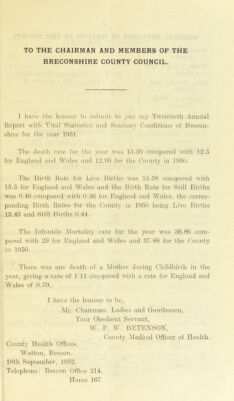 TO THE CHAIRMAN AND MEMBERS OF THE
BRECONSHIRE COUNTY COUNCIL.
I have the honour to submit to you my Twentieth Annual
Report with Vital Statistics and Sanitary Conditions of Brecon-
shire for the year 1951.
The death rate for the year was 13.50 compared with 12.5
for England and Wales and 12.95 for the County in 1950.
The Birth Rate for Live Births was 15.58 compared with
15.5 for England and Wales and the Birth Rate for Still Births
was 0.46 compared with 0.36 for England and Wales, the corres-
ponding Birth Rates for the County in 1950 being Live Births
15.43 and Still Births 0.44.
The Infantile Mortality rate for the year was 36.86 com-
pared with 29 for England and Wales and 37.88 for the County
in 1950.
There was one death of a Mother during Childbirth in the
year, giving a rate of 1.11 compared with a rate for England and
Wales of 0.79.
I have the honour to be,
Mr. Chairman, Ladies and Gentlemen,
Your Obedient Servant,
W. F. W. BETENSON,
County Medical Officer of Health.
County Health Offices,
Watton, Brecon.
18th September, 1952.
Telephone: Brecon Office 214.
Home 167.